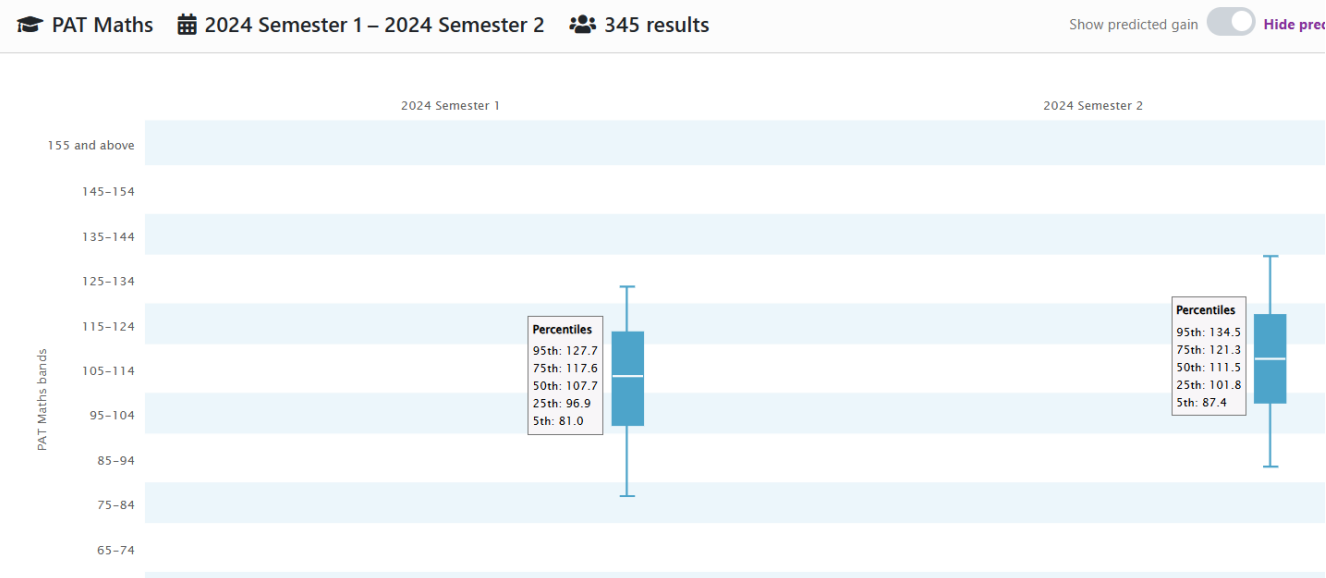 PAT Maths 2024 Semester 1 – 2024 Semester 2 345 results Show predicted gain Hide pred
2024 Semester 1 2024 Semester 2
155 and above
145–154
135–144
125–134
115–124
105–114
95–104
85–94
75–84
65–74
PAT Maths bands
Percentiles
95th: 127.7
75th: 117.6
50th: 107.7
25th: 96.9
5th: 81.0
Percentiles
95th: 134.5
75th: 121.3
50th: 111.5
25th: 101.8
5th: 87.4